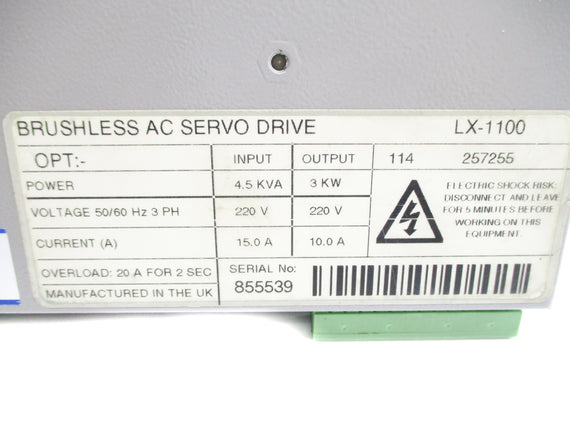 BRUSHLESS AC SERVO DRIVE LX-1100
OPT:- INPUT OUTPUT 114 257255
POWER 4.5 KVA 3 KW
VOLTAGE 50/60 Hz 3 PH 220 V 220 V
CURRENT (A) 15.0 A 10.0 A
ELECTRIC SHOCK RISK:
DISCONNECT AND LEAVE
FOR 5 MINUTES BEFORE
WORKING ON THIS
EQUIPMENT.
OVERLOAD: 20 A FOR 2 SEC
MANUFACTURED IN THE UK
SERIAL No:
855539